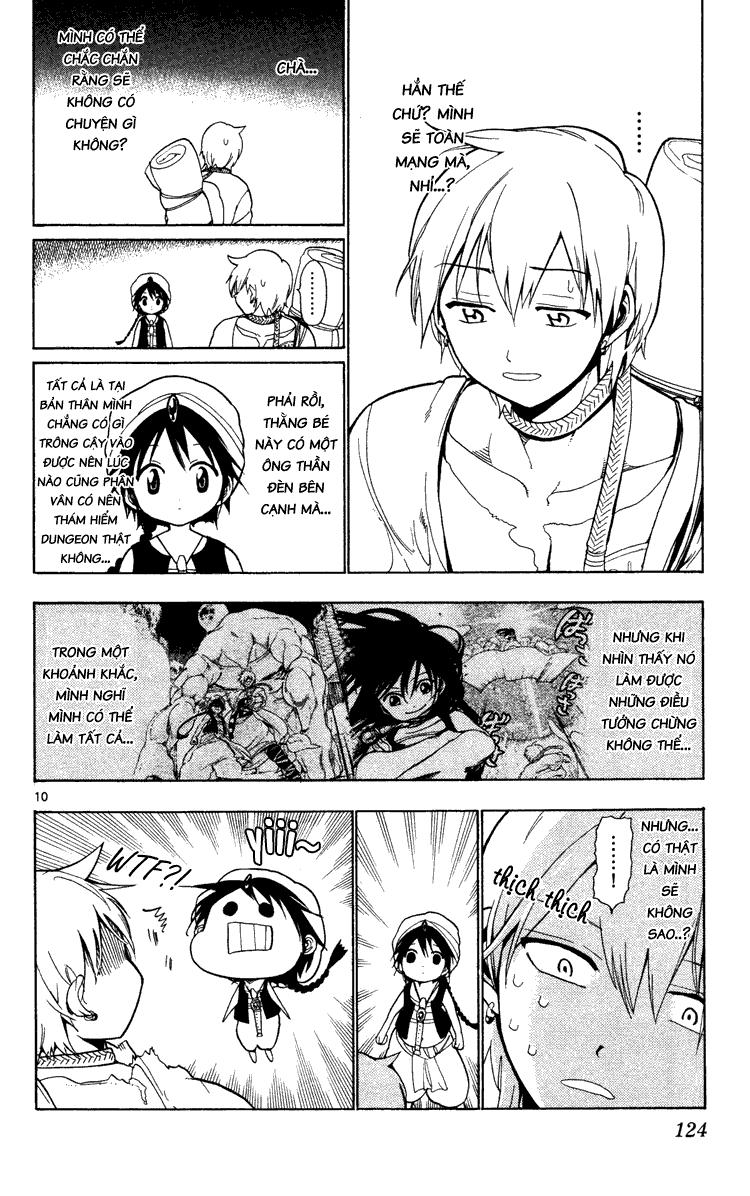 HẮN THẾ
CHỨ? MÌNH
SẼ TOÀN
MẠNG MÀ,
NHỈ...?
......
CHÀ...
MÌNH CÓ THỂ
CHẮC CHẮN
RẰNG SẼ
KHÔNG CÓ
CHUYỆN GÌ
KHÔNG?
......
PHẢI RỒI,
THẰNG BÉ
NÀY CÓ MỘT
ÔNG THẦN
ĐÈN BÊN
CẠNH MÀ...
TẤT CẢ LÀ TẠI
BẢN THÂN MÌNH
CHẲNG CÓ GÌ
TRÔNG CẬY VÀO
ĐƯỢC NÊN LÚC
NÀO CŨNG PHÂN
VÂN CÓ NÊN
THÁM HIỂM
DUNGEON THẬT
KHÔNG...
NHƯNG KHI
NHÌN THẤY NÓ
LÀM ĐƯỢC
NHỮNG ĐIỀU
TƯỞNG CHỪNG
KHÔNG THỂ...
TRONG MỘT
KHOẢNH KHẮC,
MÌNH NGHĨ
MÌNH CÓ THỂ
LÀM TẤT CẢ...
10
NHƯNG...
CÓ THẬT
LÀ MÌNH
SẼ
KHÔNG
SAO..?
.....!
thịch thịch
yiii~
WTF?!
124